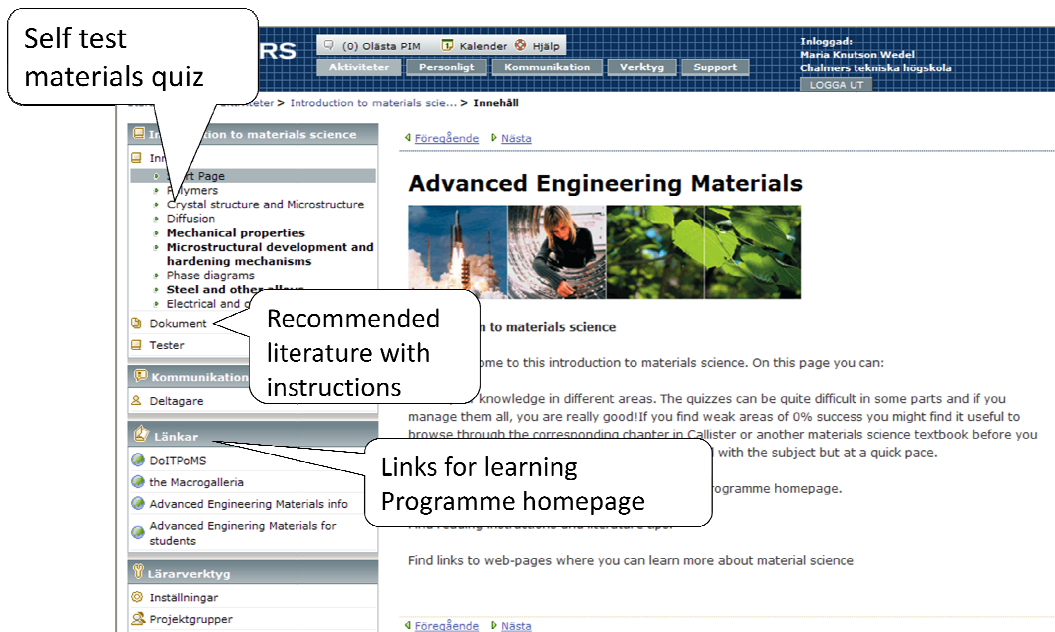 Self test
materials quiz
RS
(0) Olästa PIM Kalender Hjälp
Aktiviteter Personligt Kommunikation Verktyg Support
Inloggad:
Maria Knutson Wedel
Chalmers tekniska högskola
LOGGA UT
> Introduction to materials scie... > Innehåll
Introduction to materials science
Start Page
Polymers
Crystal structure and Microstructure
Diffusion
Mechanical properties
Microstructural development and
hardening mechanisms
Phase diagrams
Steel and other alloys
Electrical and
Dokument
Tester
Kommunikation
Deltagare
Länkar
DoITPoMS
the Macrogalleria
Advanced Engineering Materials info
Advanced Enginering Materials for
students
Lärarverktyg
Inställningar
Projektgrupper
Recommended
literature with
instructions
Links for learning
Programme homepage
Föregående Nästa
Advanced Engineering Materials
to materials science
to this introduction to materials science. On this page you can:
knowledge in different areas. The quizzes can be quite difficult in some parts and if you
manage them all, you are really good!If you find weak areas of 0% success you might find it useful to
browse through the corresponding chapter in Callister or another materials science textbook before you
with the subject but at a quick pace.
programme homepage.
Find reading instructions and literature tips.
Find links to web-pages where you can learn more about material science
Föregående Nästa